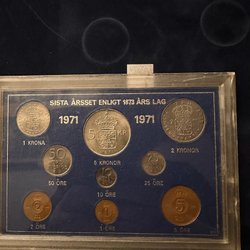 SISTA ÅRSSET ENLIGT 1873 ÅRS LAG
1971 1971
5 KR
1 KRONA 2 KRONOR
5 KRONOR
50 ÖRE 25 ÖRE
10 ÖRE
2 ÖRE 1 ÖRE 5 ÖRE